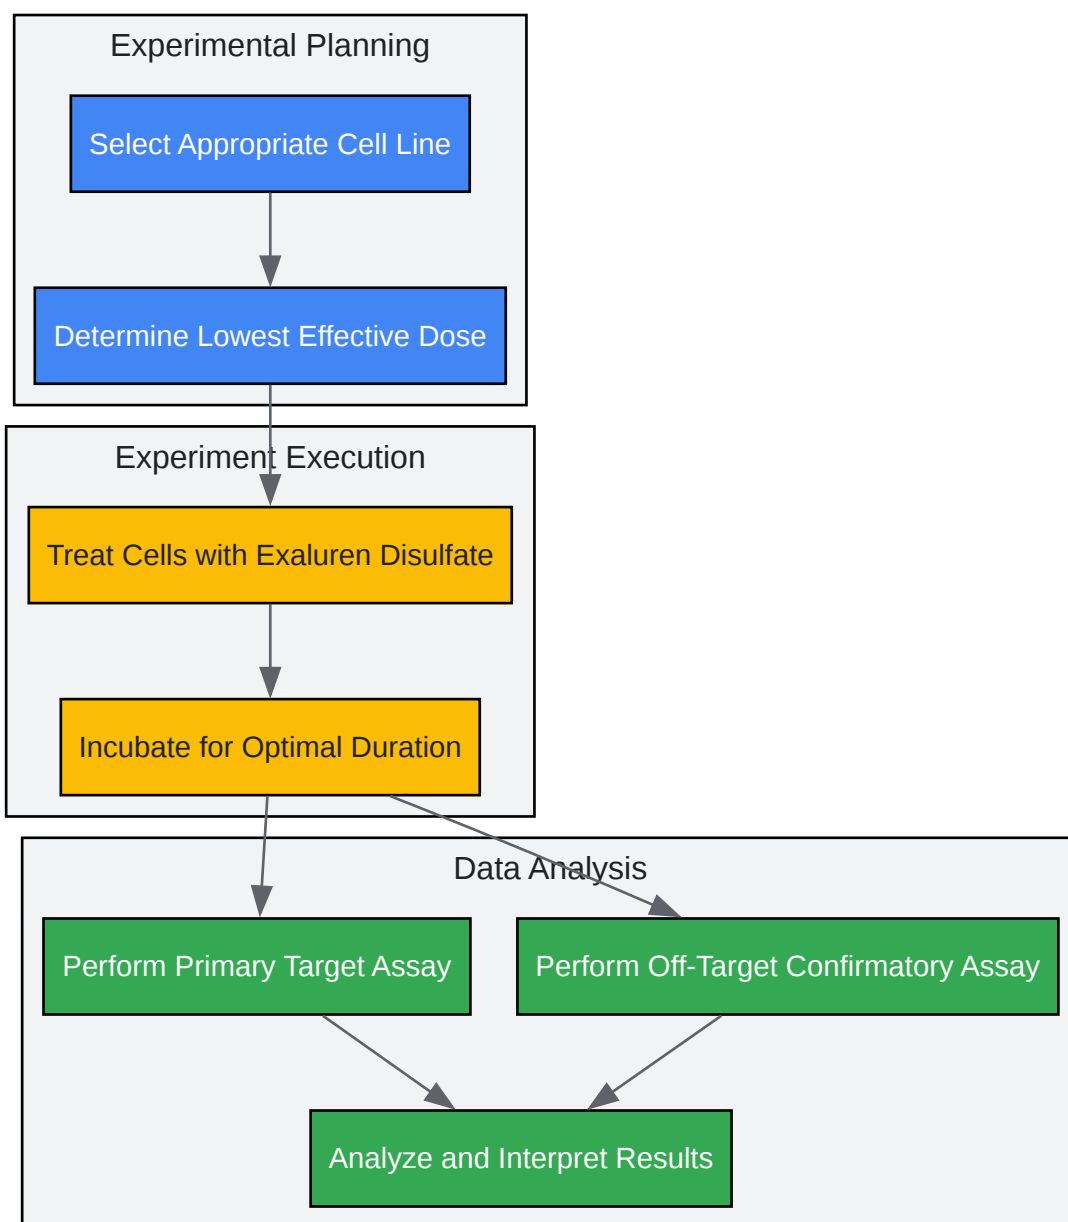 Experimental Planning
Select Appropriate Cell Line
Determine Lowest Effective Dose
Experiment Execution
Treat Cells with Exaluren Disulfate
Incubate for Optimal Duration
Data Analysis
Perform Primary Target Assay
Perform Off-Target Confirmatory Assay
Analyze and Interpret Results